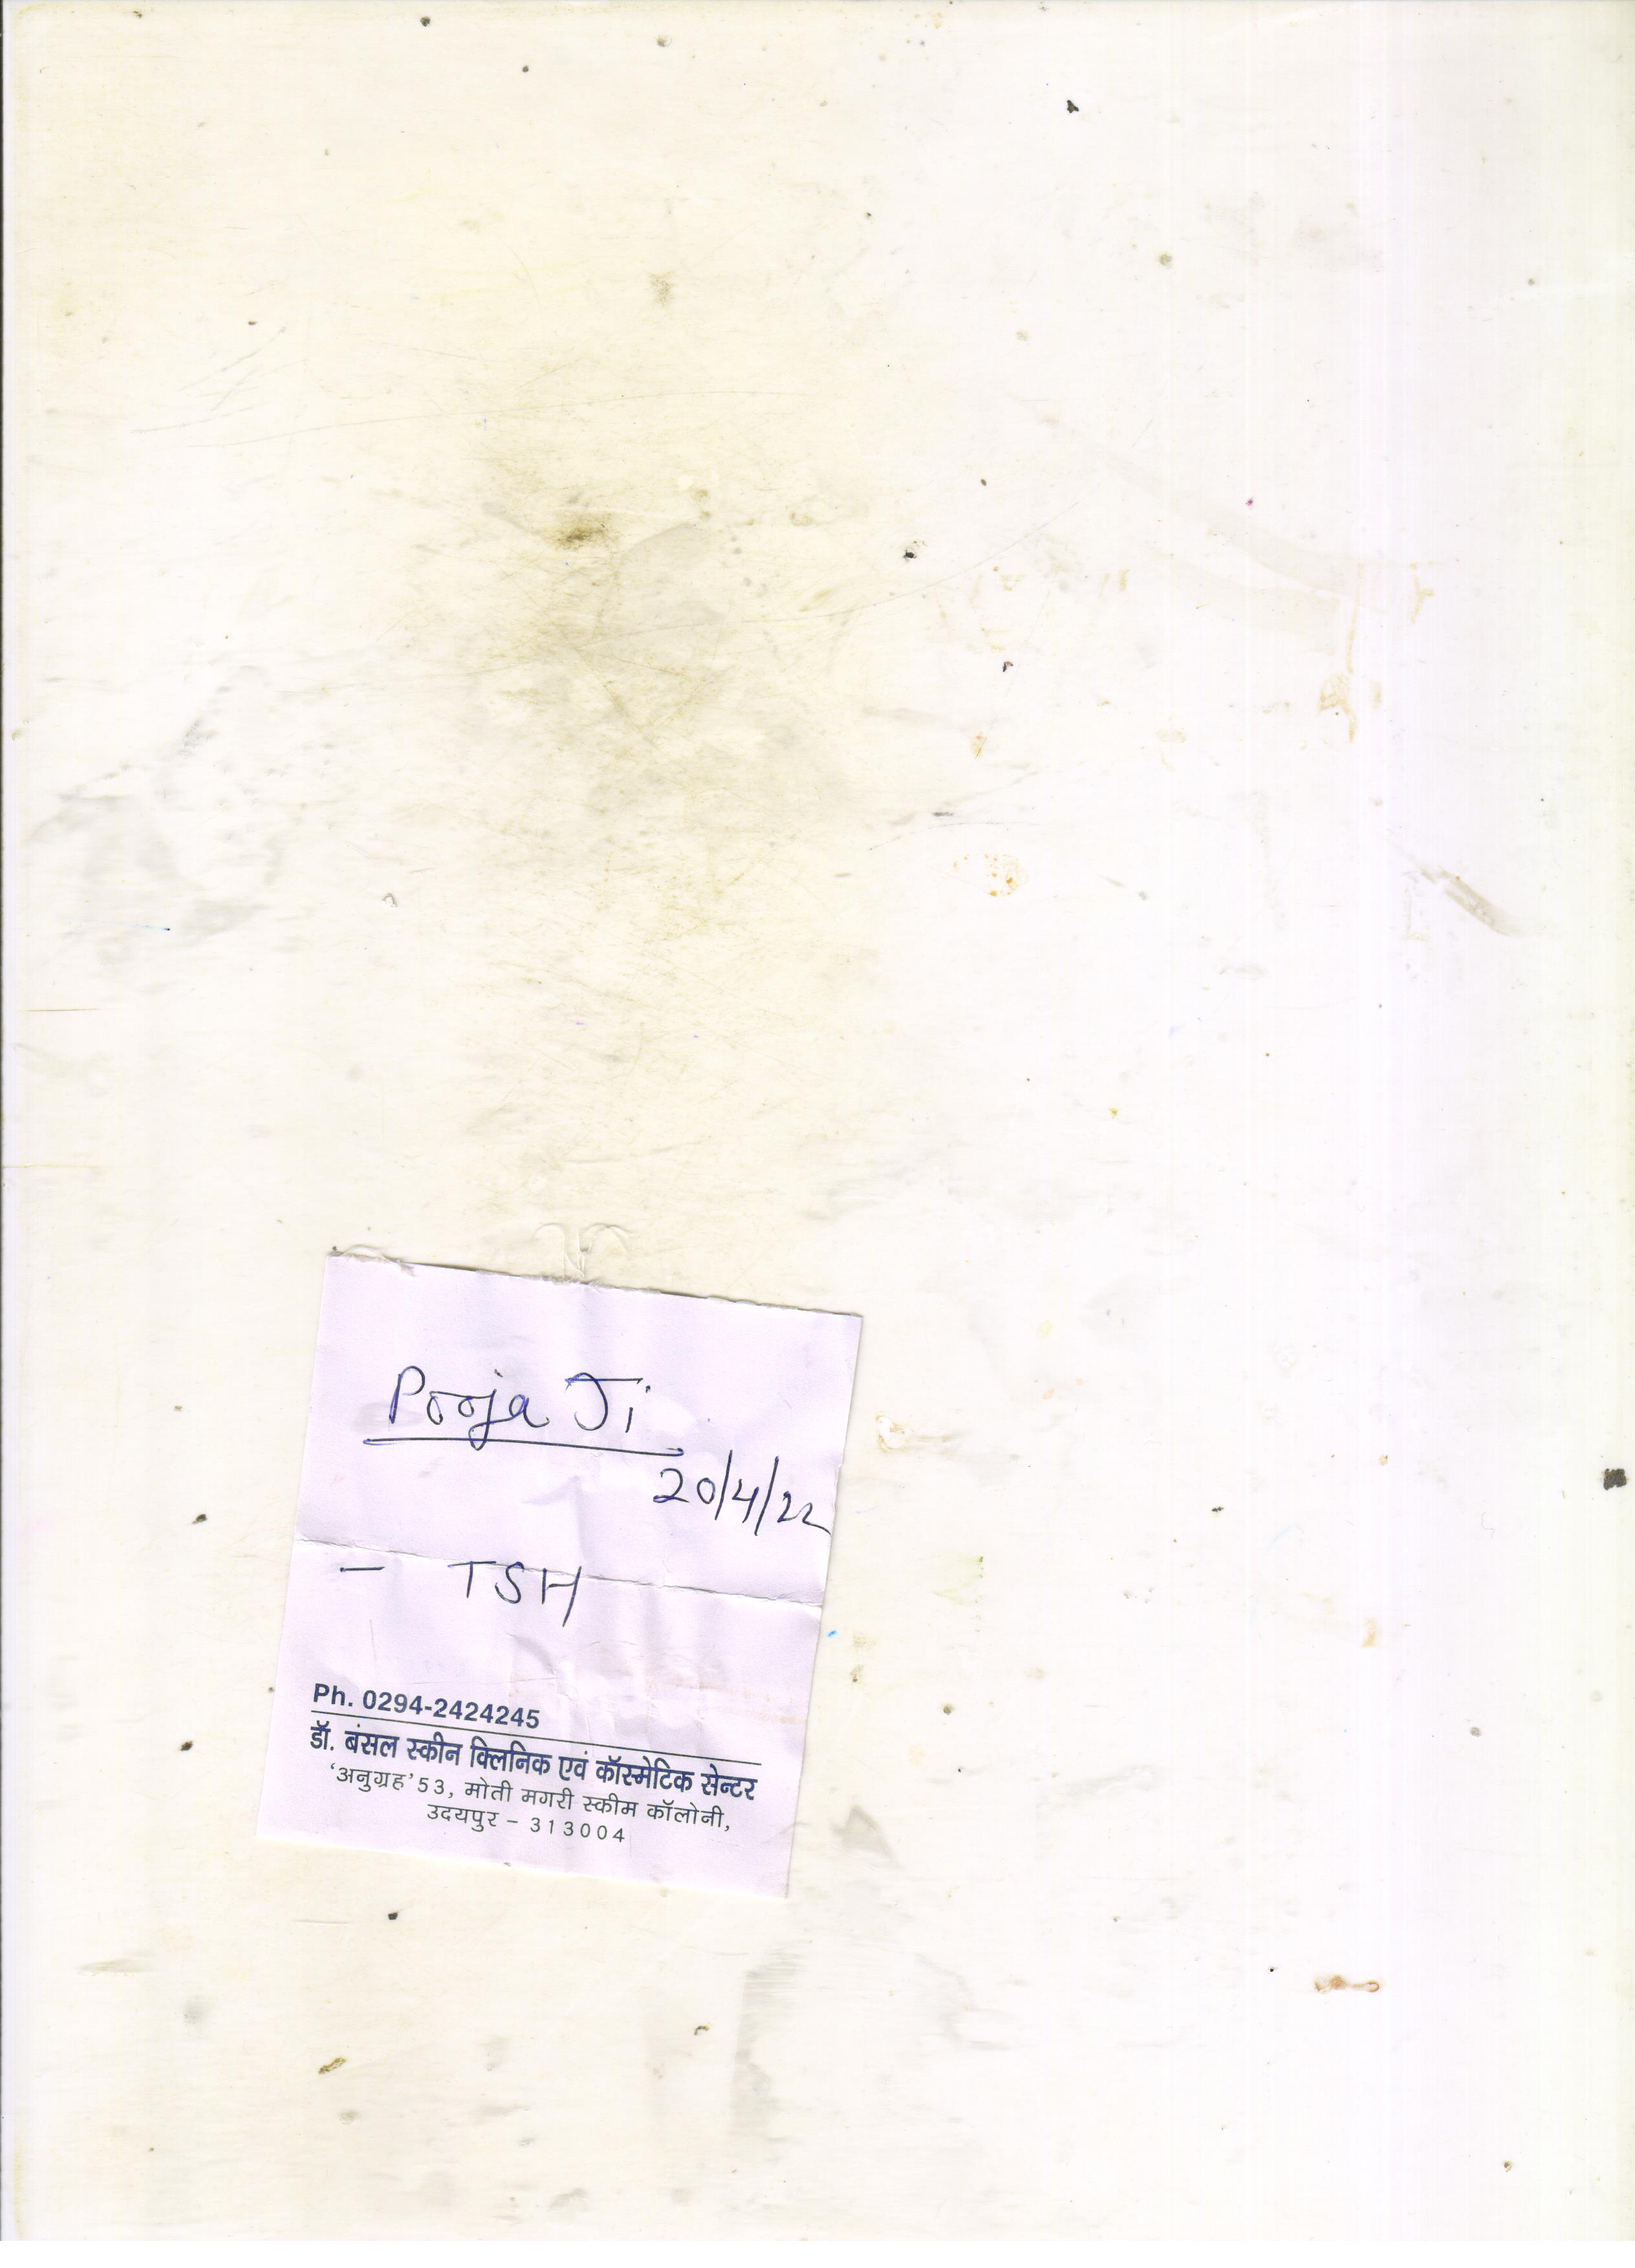 Pooja Ji
20/4/22
- TSH
Ph. 0294-2424245
डॉ. बंसल स्कीन क्लिनिक एवं कॉस्मेटिक सेन्टर
'अनुग्रह' 53, मोती मगरी स्कीम कॉलोनी,
उदयपुर - 313004